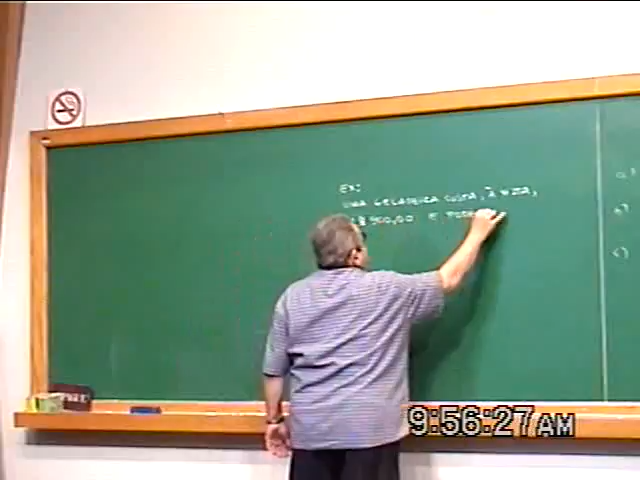 EX:
UMA GELADEIRA CUSTA, À VISTA,
R$ 900,00 E PODE
a)
b)
c)
9:56:27 AM